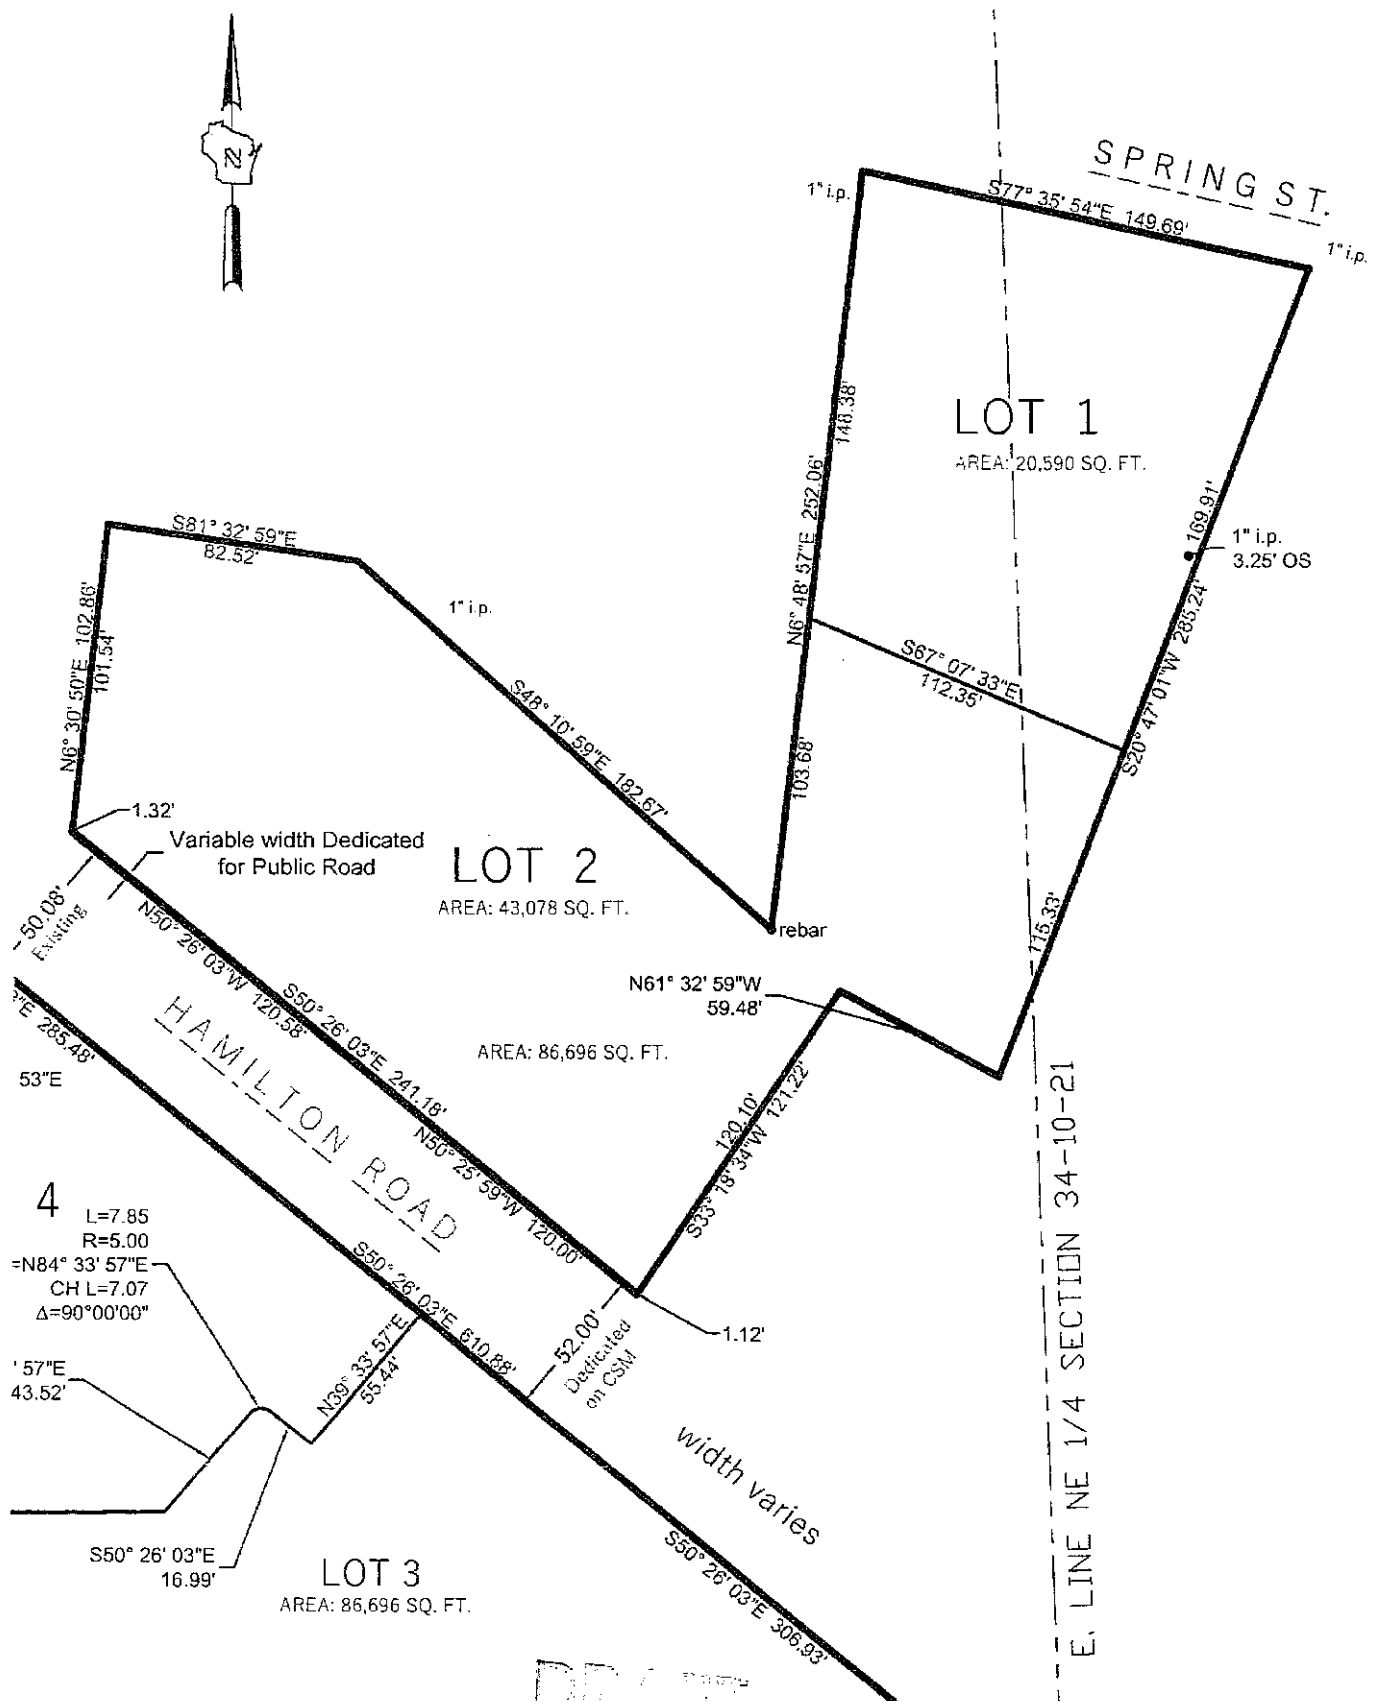 N
SPRING ST.
1" i.p.
S77° 35' 54"E 149.69'
1" i.p.
148.38'
LOT 1
AREA: 20,590 SQ. FT.
N6° 48' 57"E 252.06'
169.91'
1" i.p.
3.25' OS
S81° 32' 59"E
82.52'
1" i.p.
N6° 30' 50"E 102.86'
101.54'
S67° 07' 33"E
112.35'
S20° 47' 01"W 285.24'
S48° 10' 59"E 182.67'
103.68'
1.32'
Variable width Dedicated
for Public Road
LOT 2
AREA: 43,078 SQ. FT.
rebar
115.33'
50.08'
Existing
N50° 26' 03"W 120.58'
S50° 26' 03"E 241.18'
N61° 32' 59"W
59.48'
"E 285.48'
HAMILTON ROAD
AREA: 86,696 SQ. FT.
53"E
120.10'
S33° 18' 34"W 121.22'
N50° 25' 59"W 120.00'
4
L=7.85
R=5.00
=N84° 33' 57"E
CH L=7.07
Δ=90°00'00"
S50° 26' 03"E 610.88'
1.12'
52.00'
Dedicated
on CSM
' 57"E
43.52'
N39° 33' 57"E
55.44'
width varies
S50° 26' 03"E
16.99'
LOT 3
AREA: 86,696 SQ. FT.
S50° 26' 03"E 306.93'
E. LINE NE 1/4 SECTION 34-10-21